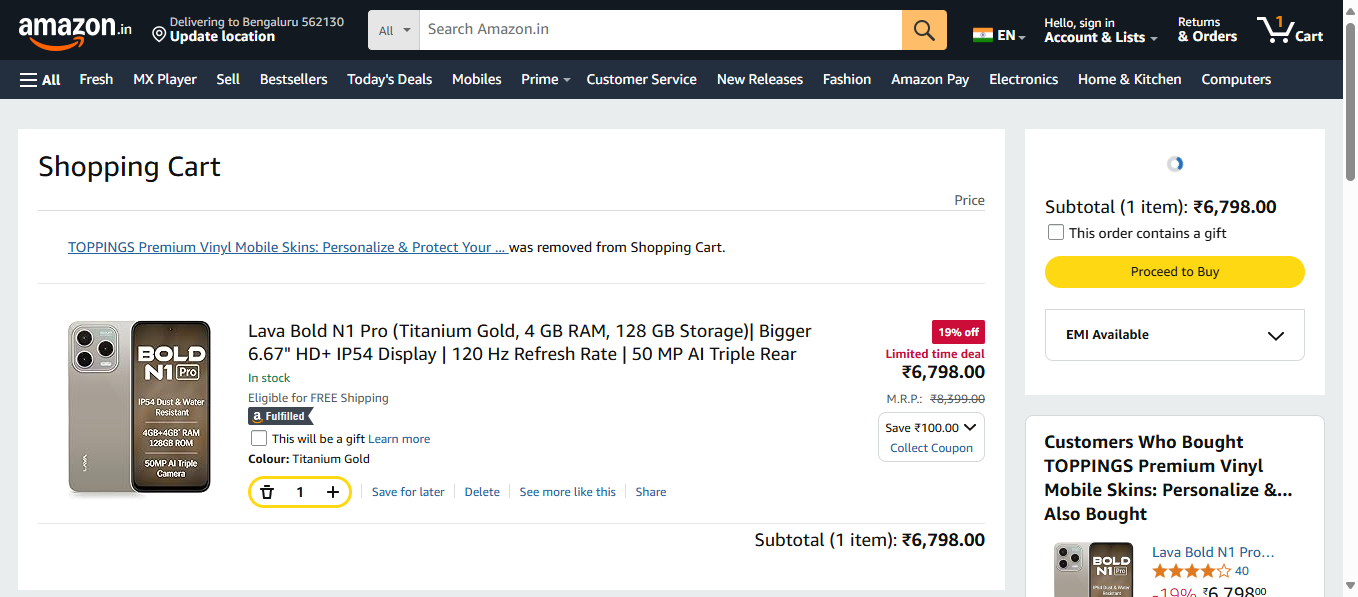 amazon.in
Delivering to Bengaluru 562130
Update location
All
Search Amazon.in
EN
Hello, sign in
Account & Lists
Returns
& Orders
1
Cart
All
Fresh
MX Player
Sell
Bestsellers
Today's Deals
Mobiles
Prime
Customer Service
New Releases
Fashion
Amazon Pay
Electronics
Home & Kitchen
Computers
Shopping Cart
Price
TOPPINGS Premium Vinyl Mobile Skins: Personalize & Protect Your ... was removed from Shopping Cart.
BOLD
N1 Pro
IP54 Dust & Water
Resistant
4GB+4GB* RAM
128GB ROM
50MP AI Triple
Camera
Lava Bold N1 Pro (Titanium Gold, 4 GB RAM, 128 GB Storage)| Bigger
6.67" HD+ IP54 Display | 120 Hz Refresh Rate | 50 MP AI Triple Rear
In stock
Eligible for FREE Shipping
a Fulfilled
This will be a gift Learn more
Colour: Titanium Gold
1
Save for later
Delete
See more like this
Share
19% off
Limited time deal
₹6,798.00
M.R.P.: ₹8,399.00
Save ₹100.00
Collect Coupon
Subtotal (1 item): ₹6,798.00
Subtotal (1 item): ₹6,798.00
This order contains a gift
Proceed to Buy
EMI Available
Customers Who Bought
TOPPINGS Premium Vinyl
Mobile Skins: Personalize &...
Also Bought
BOLD
N1 Pro
Lava Bold N1 Pro...
40
-19% ₹6,798.00